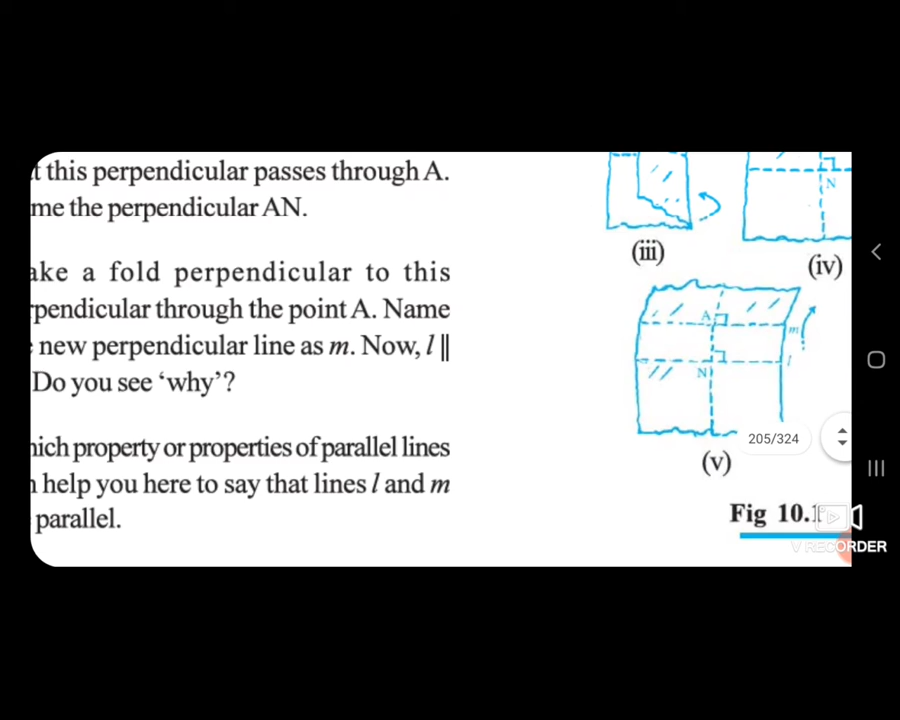 t this perpendicular passes through A.
me the perpendicular AN.
ake a fold perpendicular to this
rpendicular through the point A. Name
new perpendicular line as m. Now, l ||
Do you see ‘why’?
hich property or properties of parallel lines
help you here to say that lines l and m
parallel.
(iii)
N
(iv)
A
m
l
N
205/324
(v)
Fig 10.1
V RECORDER